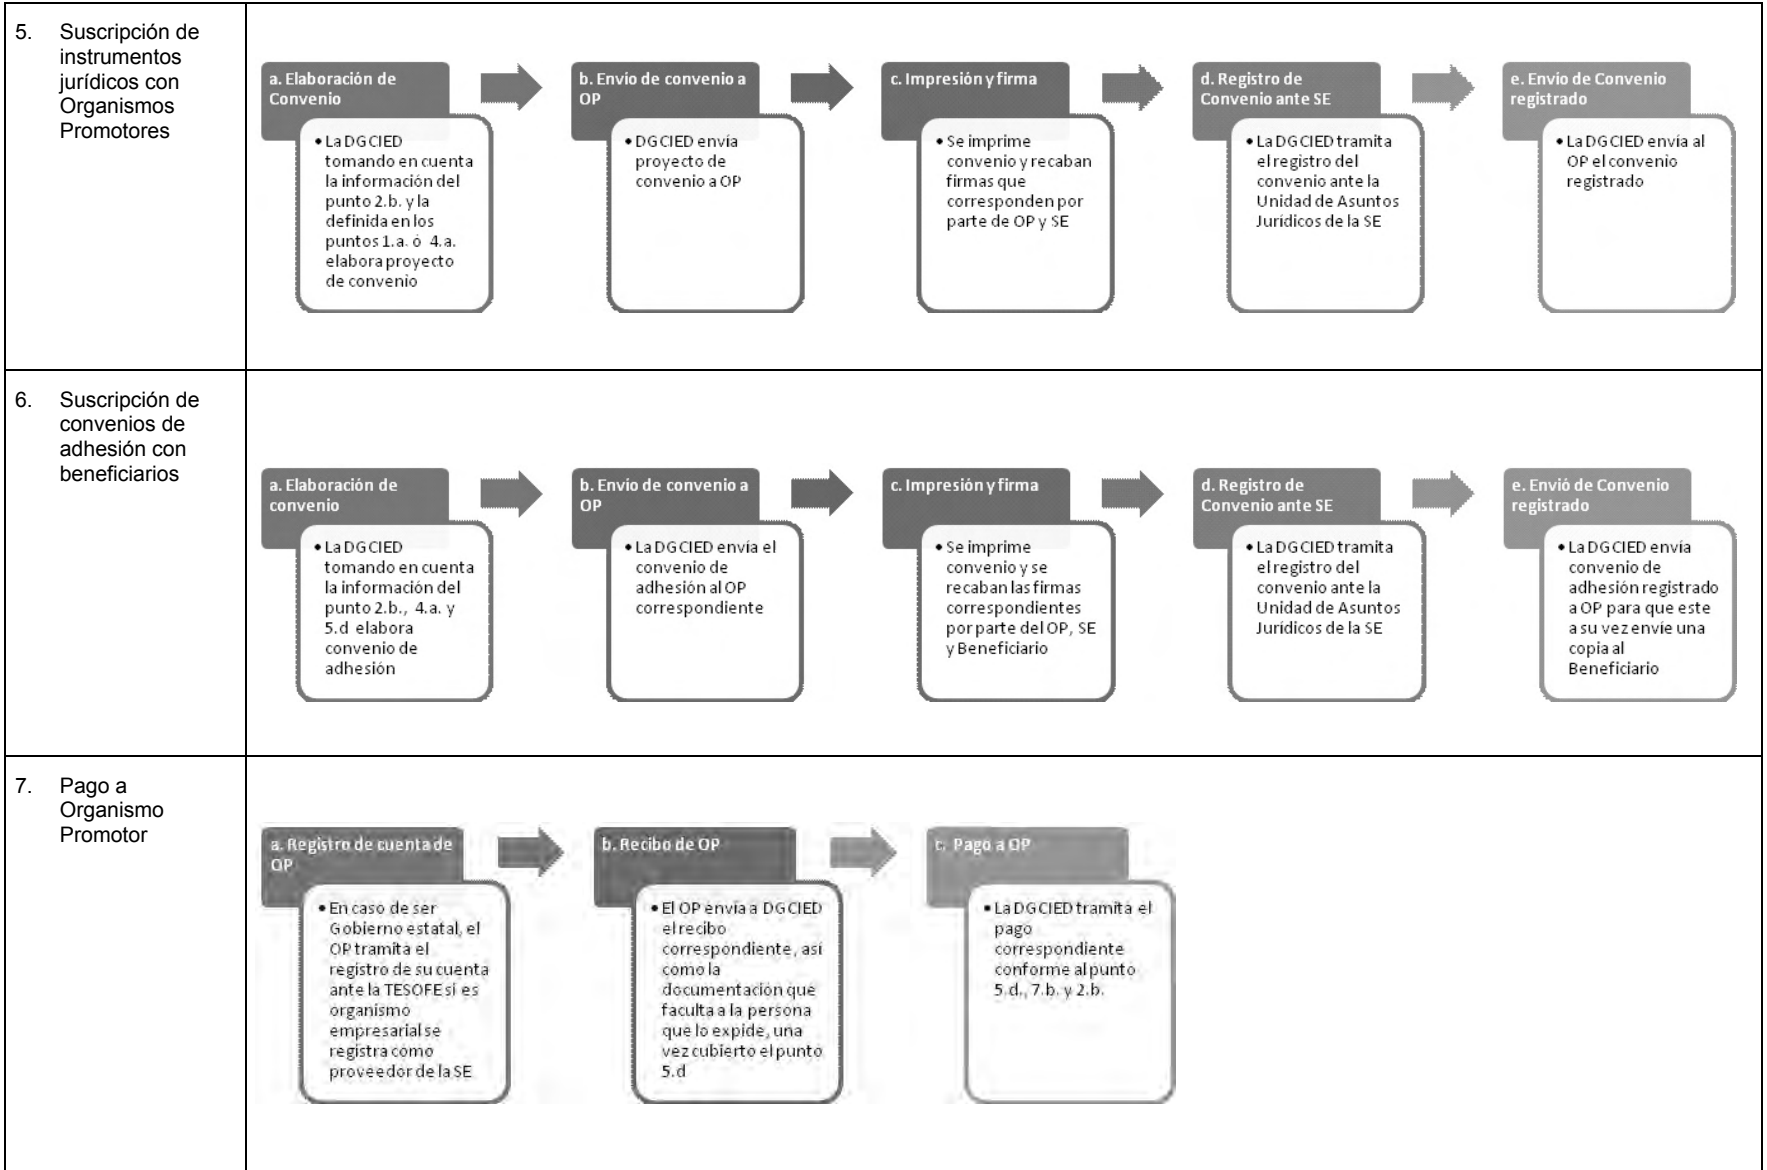 5. Suscripción de
instrumentos
jurídicos con
Organismos
Promotores
a. Elaboración de
Convenio
• La DGCIED
tomando en cuenta
la información del
punto 2.b. y la
definida en los
puntos 1.a. ó 4.a.
elabora proyecto
de convenio
b. Envío de convenio a
OP
• DGCIED envía
proyecto de
convenio a OP
c. Impresión y firma
• Se imprime
convenio y recaban
firmas que
corresponden por
parte de OP y SE
d. Registro de
Convenio ante SE
• La DGCIED tramita
el registro del
convenio ante la
Unidad de Asuntos
Jurídicos de la SE
e. Envío de Convenio
registrado
• La DGCIED envía al
OP el convenio
registrado
6. Suscripción de
convenios de
adhesión con
beneficiarios
a. Elaboración de
convenio
• La DGCIED
tomando en cuenta
la información del
punto 2.b., 4.a. y
5.d elabora
convenio de
adhesión
b. Envío de convenio a
OP
• La DGCIED envía el
convenio de
adhesión al OP
correspondiente
c. Impresión y firma
• Se imprime
convenio y se
recaban las firmas
correspondientes
por parte del OP, SE
y Beneficiario
d. Registro de
Convenio ante SE
• La DGCIED tramita
el registro del
convenio ante la
Unidad de Asuntos
Jurídicos de la SE
e. Envió de Convenio
registrado
• La DGCIED envía
convenio de
adhesión registrado
a OP para que este
a su vez envíe una
copia al
Beneficiario
7. Pago a
Organismo
Promotor
a. Registro de cuenta de
OP
• En caso de ser
Gobierno estatal, el
OP tramita el
registro de su cuenta
ante la TESOFE si es
organismo
empresarial se
registra como
proveedor de la SE
b. Recibo de OP
• El OP envía a DGCIED
el recibo
correspondiente, así
como la
documentación que
faculta a la persona
que lo expide, una
vez cubierto el punto
5.d
c. Pago a OP
• La DGCIED tramita el
pago
correspondiente
conforme al punto
5.d., 7.b. y 2.b.